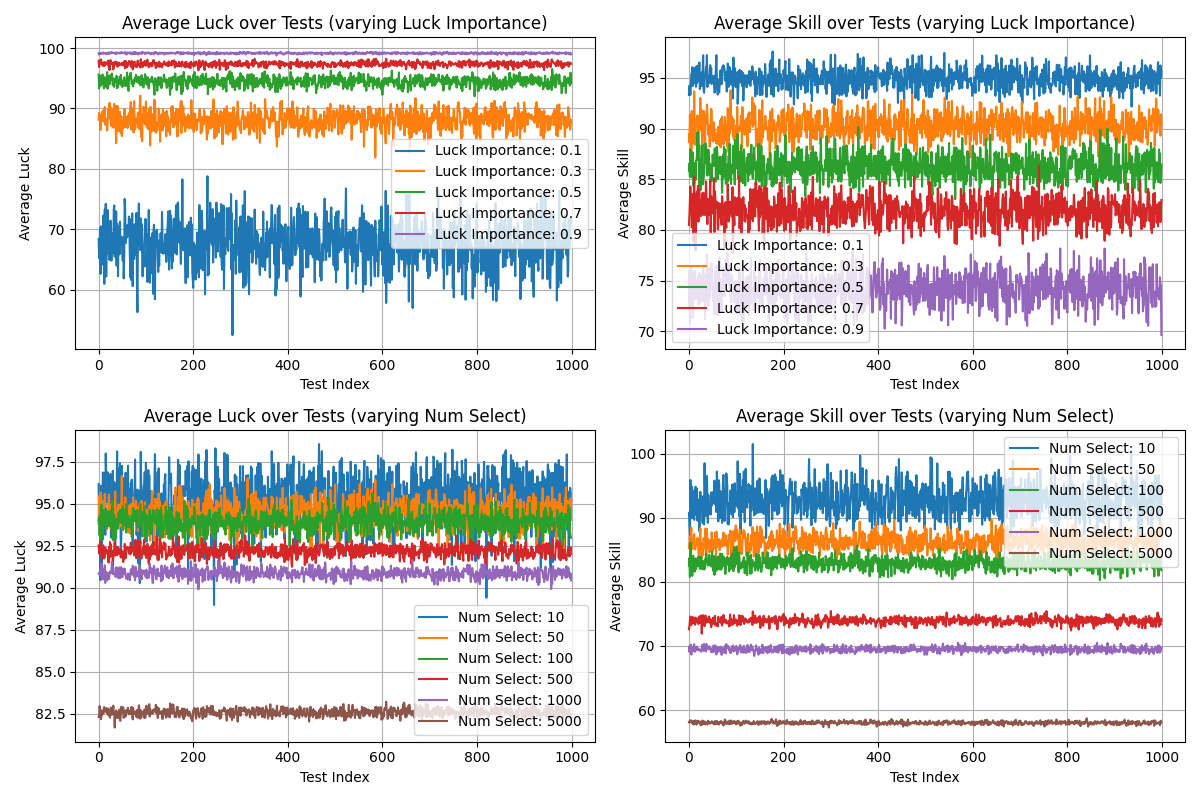 Average Luck over Tests (varying Luck Importance)
100
90
80
70
60
Average Luck
Luck Importance: 0.1
Luck Importance: 0.3
Luck Importance: 0.5
Luck Importance: 0.7
Luck Importance: 0.9
0 200 400 600 800 1000
Test Index
Average Skill over Tests (varying Luck Importance)
95
90
85
80
75
70
Average Skill
Luck Importance: 0.1
Luck Importance: 0.3
Luck Importance: 0.5
Luck Importance: 0.7
Luck Importance: 0.9
0 200 400 600 800 1000
Test Index
Average Luck over Tests (varying Num Select)
97.5
95.0
92.5
90.0
87.5
85.0
82.5
Average Luck
Num Select: 10
Num Select: 50
Num Select: 100
Num Select: 500
Num Select: 1000
Num Select: 5000
0 200 400 600 800 1000
Test Index
Average Skill over Tests (varying Num Select)
100
90
80
70
60
Average Skill
Num Select: 10
Num Select: 50
Num Select: 100
Num Select: 500
Num Select: 1000
Num Select: 5000
0 200 400 600 800 1000
Test Index